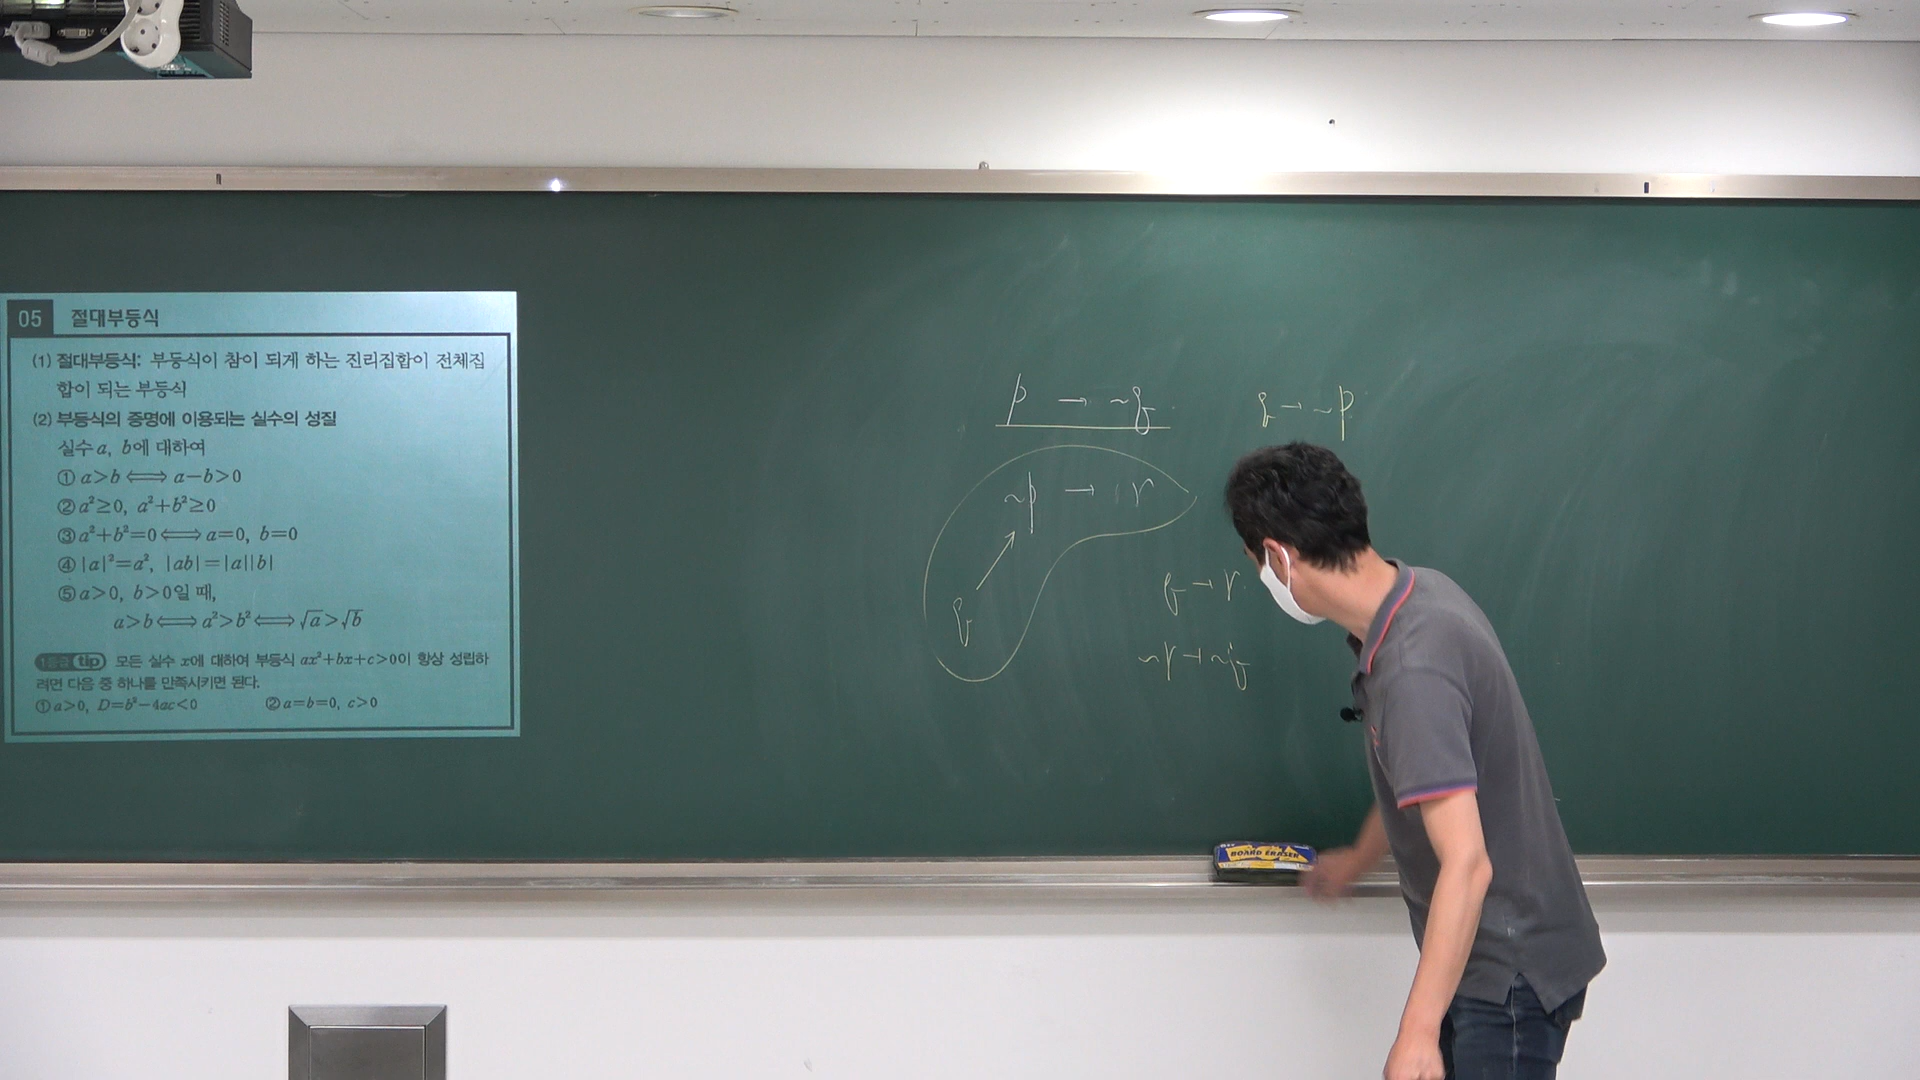 05 절대부등식
(1) 절대부등식: 부등식이 참이 되게 하는 진리집합이 전체집
합이 되는 부등식
(2) 부등식의 증명에 이용되는 실수의 성질
실수 a, b에 대하여
① a>b ⟺ a−b>0
② a²≥0, a²+b²≥0
③ a²+b²=0 ⟺ a=0, b=0
④ |a|²=a², |ab|=|a||b|
⑤ a>0, b>0일 때,
a>b ⟺ a²>b² ⟺ √a>√b
1등급 tip 모든 실수 x에 대하여 부등식 ax²+bx+c>0이 항상 성립하
려면 다음 중 하나를 만족시키면 된다.
① a>0, D=b²−4ac<0 ② a=b=0, c>0
p → ~q
q → ~p
~p → r
q
q → r
~r → ~q
BOARD ERASER